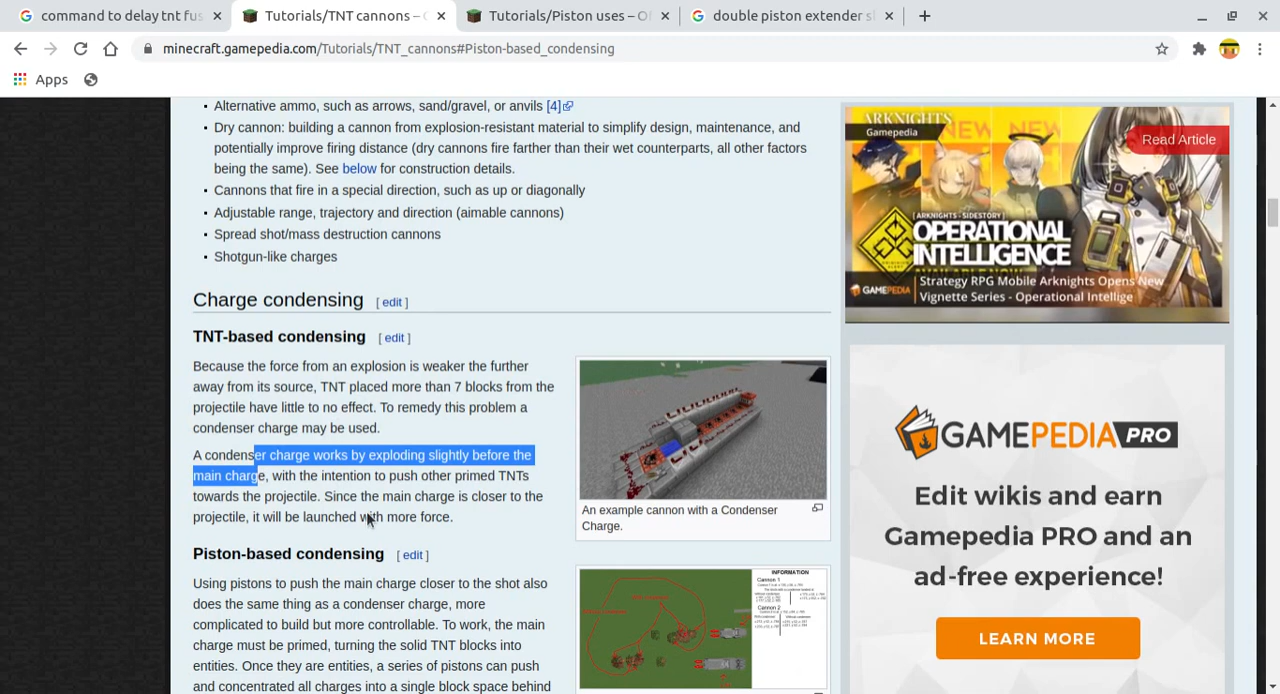 command to delay tnt fus
Tutorials/TNT cannons – O
Tutorials/Piston uses – Of
double piston extender s
minecraft.gamepedia.com/Tutorials/TNT_cannons#Piston-based_condensing
Apps
▪ Alternative ammo, such as arrows, sand/gravel, or anvils [4]
▪ Dry cannon: building a cannon from explosion-resistant material to simplify design, maintenance, and
potentially improve firing distance (dry cannons fire farther than their wet counterparts, all other factors
being the same). See below for construction details.
▪ Cannons that fire in a special direction, such as up or diagonally
▪ Adjustable range, trajectory and direction (aimable cannons)
▪ Spread shot/mass destruction cannons
▪ Shotgun-like charges
Charge condensing [ edit ]
TNT-based condensing [ edit ]
Because the force from an explosion is weaker the further
away from its source, TNT placed more than 7 blocks from the
projectile have little to no effect. To remedy this problem a
condenser charge may be used.
A condenser charge works by exploding slightly before the
main charge, with the intention to push other primed TNTs
towards the projectile. Since the main charge is closer to the
projectile, it will be launched with more force.
An example cannon with a Condenser
Charge.
Piston-based condensing [ edit ]
Using pistons to push the main charge closer to the shot also
does the same thing as a condenser charge, more
complicated to build but more controllable. To work, the main
charge must be primed, turning the solid TNT blocks into
entities. Once they are entities, a series of pistons can push
and concentrated all charges into a single block space behind
INFORMATION
Cannon 1
Cannon 2
ARKNIGHTS
Gamepedia
NEW NEW
Read Article
[ ARKNIGHTS - SIDESTORY ]
OPERATIONAL
INTELLIGENCE
GAMEPEDIA
Strategy RPG Mobile Arknights Opens New
Vignette Series - Operational Intellige
GAMEPEDIA PRO
Edit wikis and earn
Gamepedia PRO and an
ad-free experience!
LEARN MORE